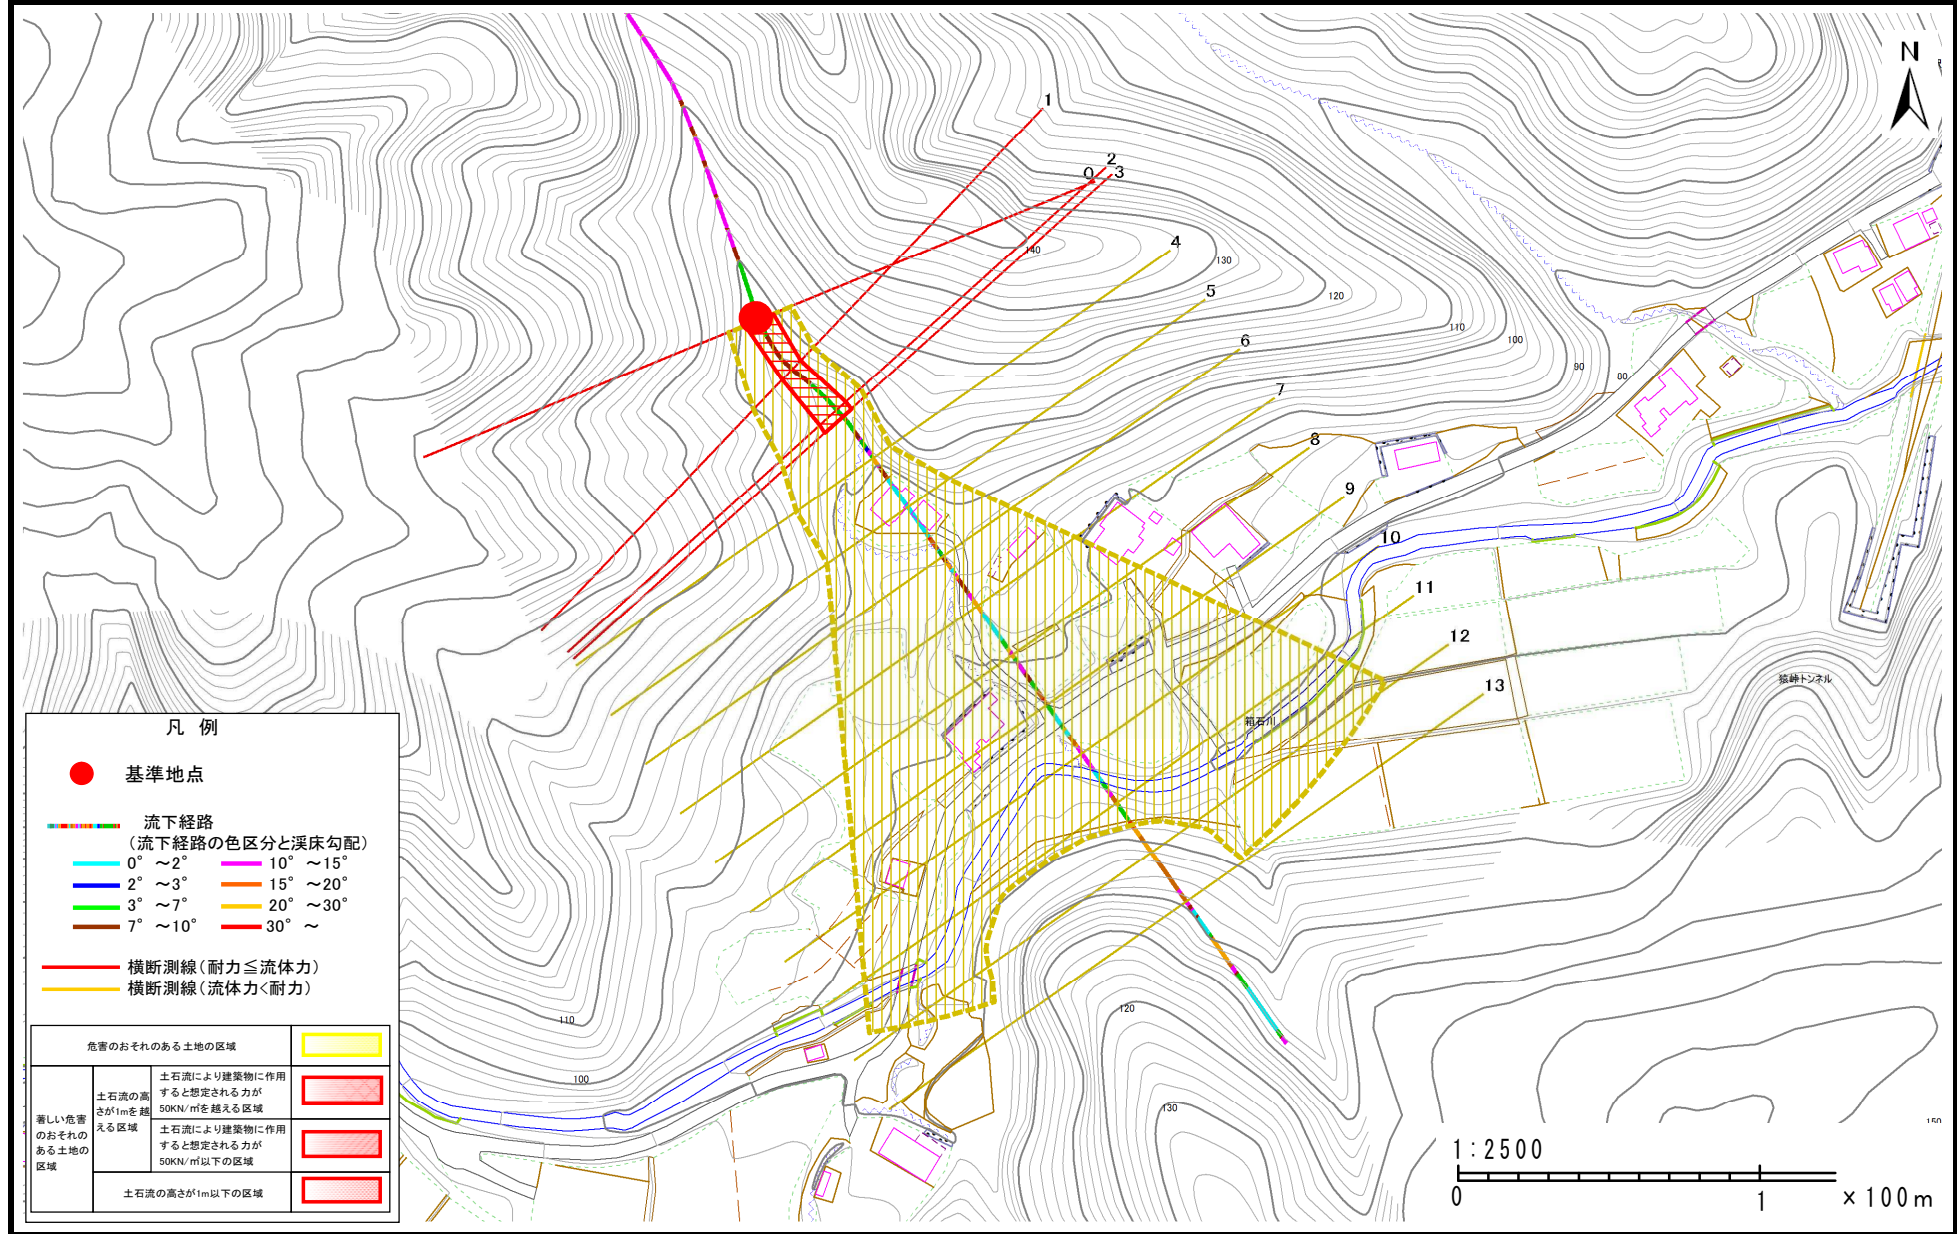 N
1
2
0
3
4
5
6
7
8
9
10
11
12
13
140
130
120
110
100
90
80
110
100
120
130
150
箱石川
猿峠トンネル
凡 例
基準地点
流下経路
(流下経路の色区分と渓床勾配)
0° ～2° 10° ～15°
2° ～3° 15° ～20°
3° ～7° 20° ～30°
7° ～10° 30° ～
横断測線(耐力≦流体力)
横断測線(流体力<耐力)
危害のおそれのある土地の区域
著しい危害
のおそれの
ある土地の
区域
土石流の高
さが1mを越
える区域
土石流により建築物に作用
すると想定される力が
50KN/㎡を越える区域
土石流により建築物に作用
すると想定される力が
50KN/㎡以下の区域
土石流の高さが1m以下の区域
1:2500
0 1 ×100m